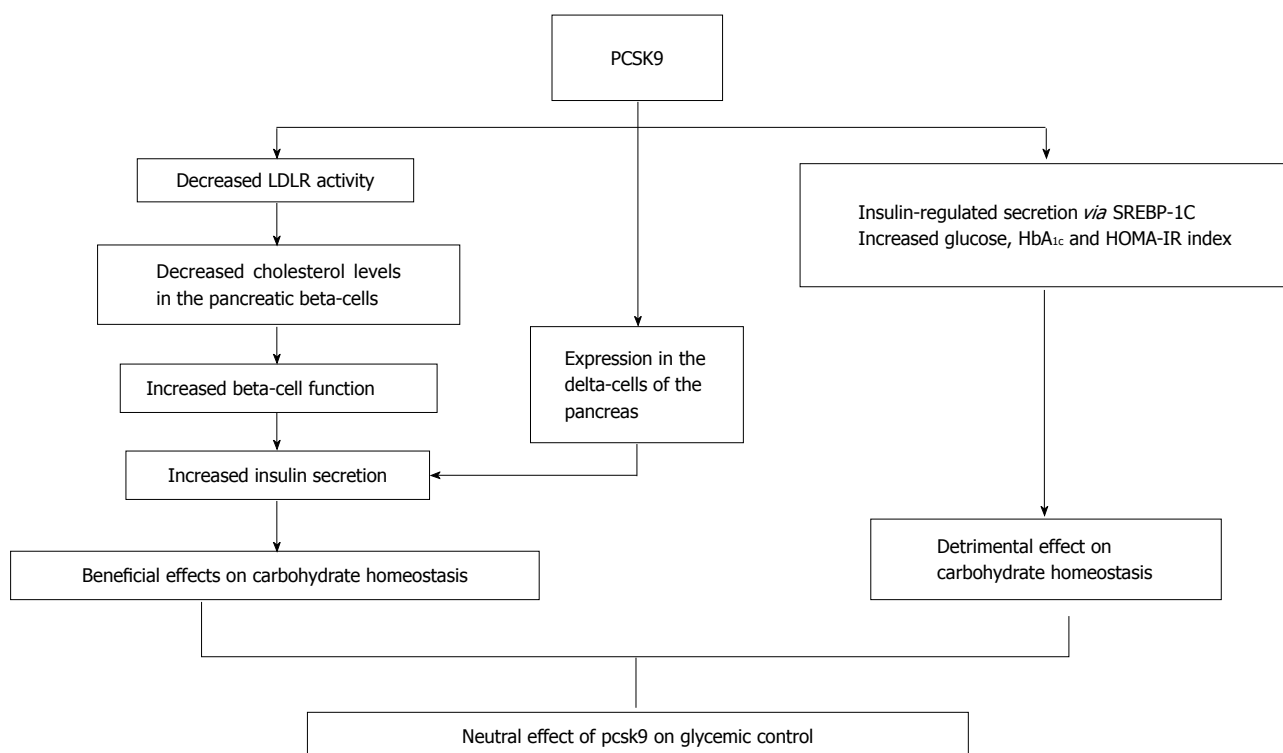 PCSK9
Decreased LDLR activity
Insulin-regulated secretion via SREBP-1C
Increased glucose, HbA1c and HOMA-IR index
Decreased cholesterol levels
in the pancreatic beta-cells
Expression in the
delta-cells of the
pancreas
Increased beta-cell function
Increased insulin secretion
Beneficial effects on carbohydrate homeostasis
Detrimental effect on
carbohydrate homeostasis
Neutral effect of pcsk9 on glycemic control